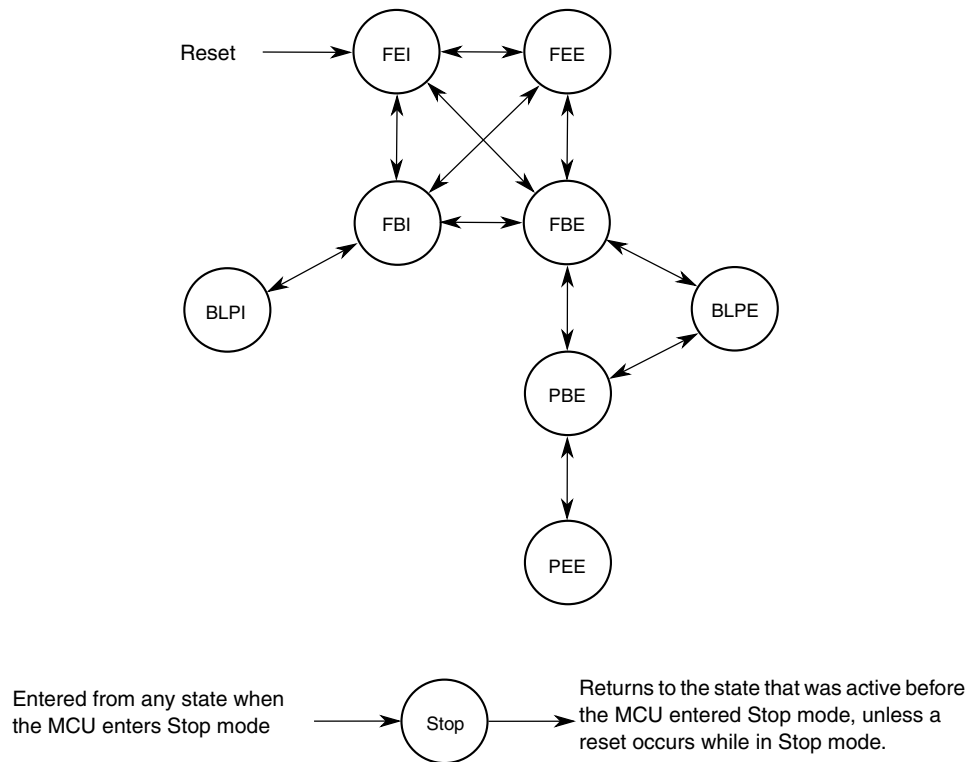 Reset
FEI
FEE
FBI
FBE
BLPI
BLPE
PBE
PEE
Entered from any state when
the MCU enters Stop mode
Stop
Returns to the state that was active before
the MCU entered Stop mode, unless a
reset occurs while in Stop mode.